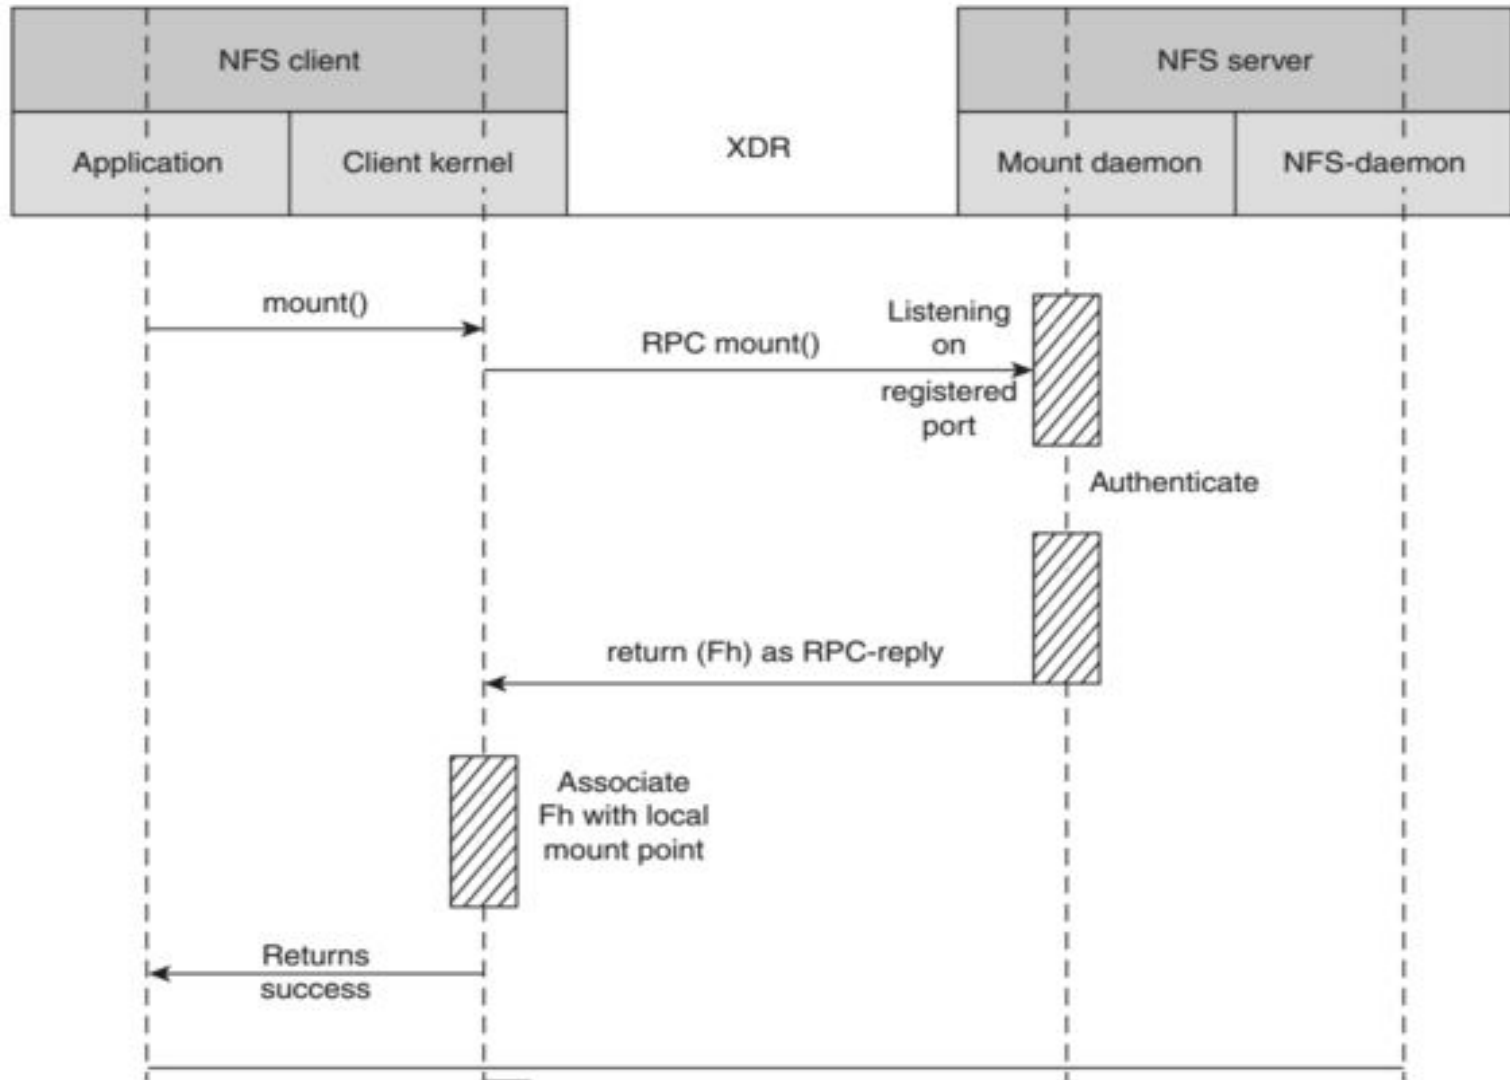 NFS client
NFS server
Application
Client kernel
XDR
Mount daemon
NFS-daemon
mount()
RPC mount()
Listening
on
registered
port
Authenticate
return (Fh) as RPC-reply
Associate
Fh with local
mount point
Returns
success